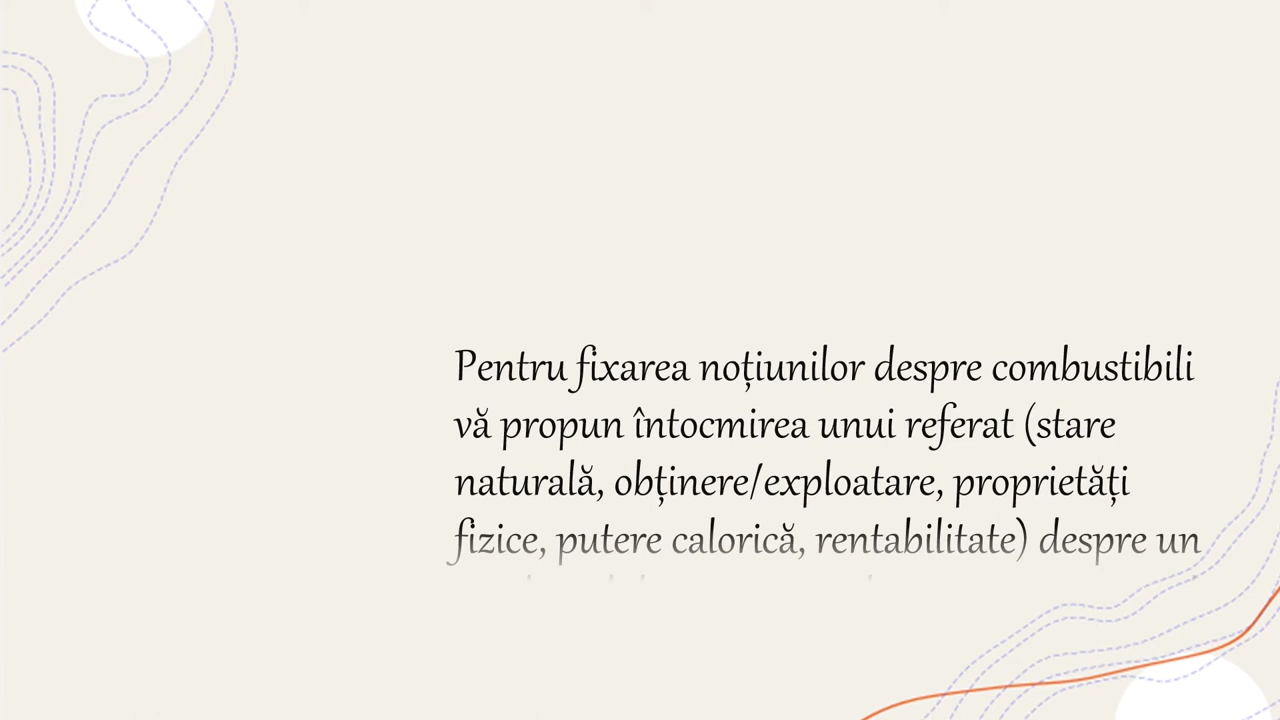 Pentru fixarea noțiunilor despre combustibili
vă propun întocmirea unui referat (stare
naturală, obținere/exploatare, proprietăți
fizice, putere calorică, rentabilitate) despre un